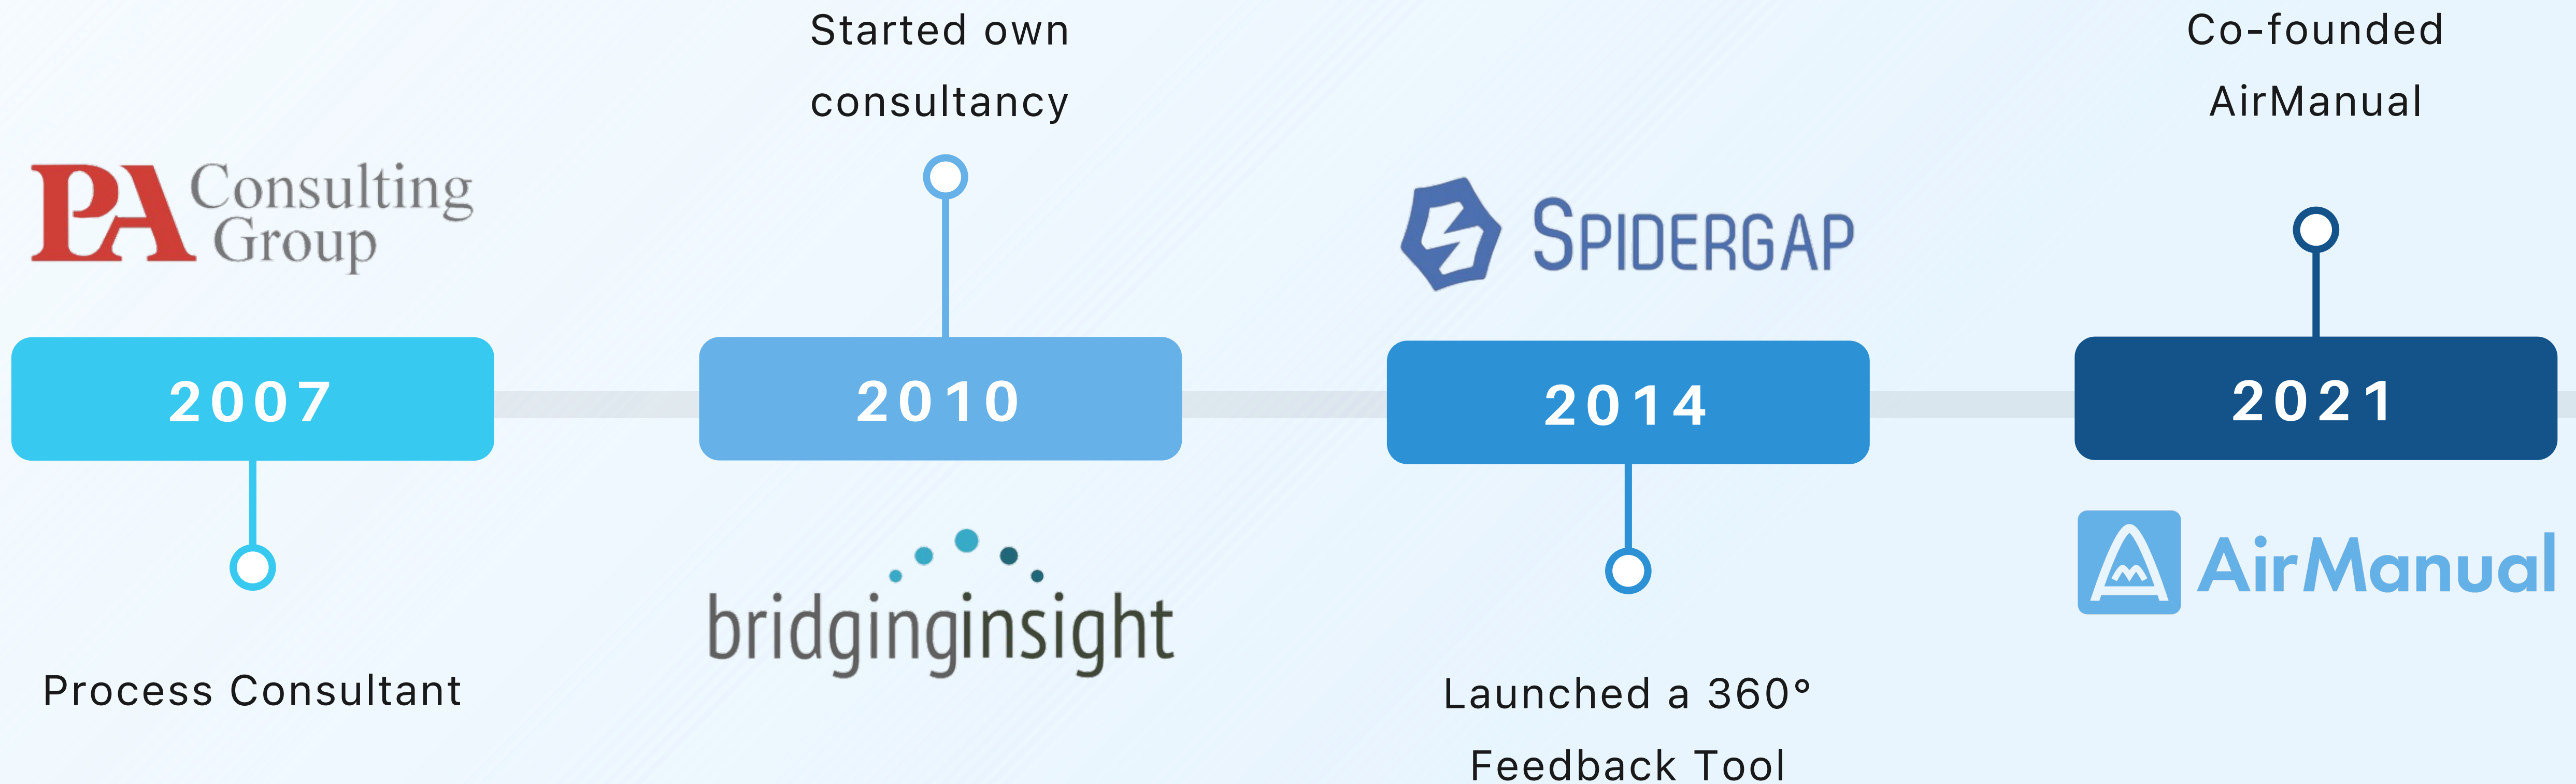 PA Consulting
Group
2007
Process Consultant
Started own
consultancy
2010
bridginginsight
SPIDERGAP
2014
Launched a 360°
Feedback Tool
Co-founded
AirManual
2021
AirManual